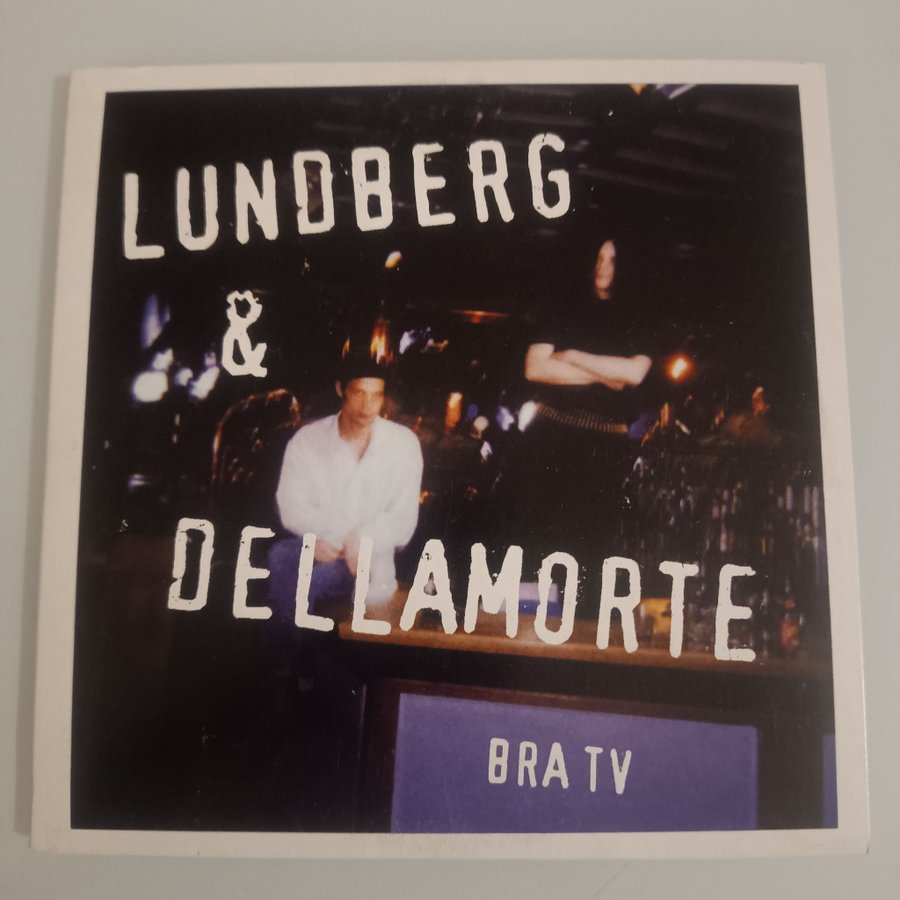 LUNDBERG
&
DELLAMORTE
BRA TV